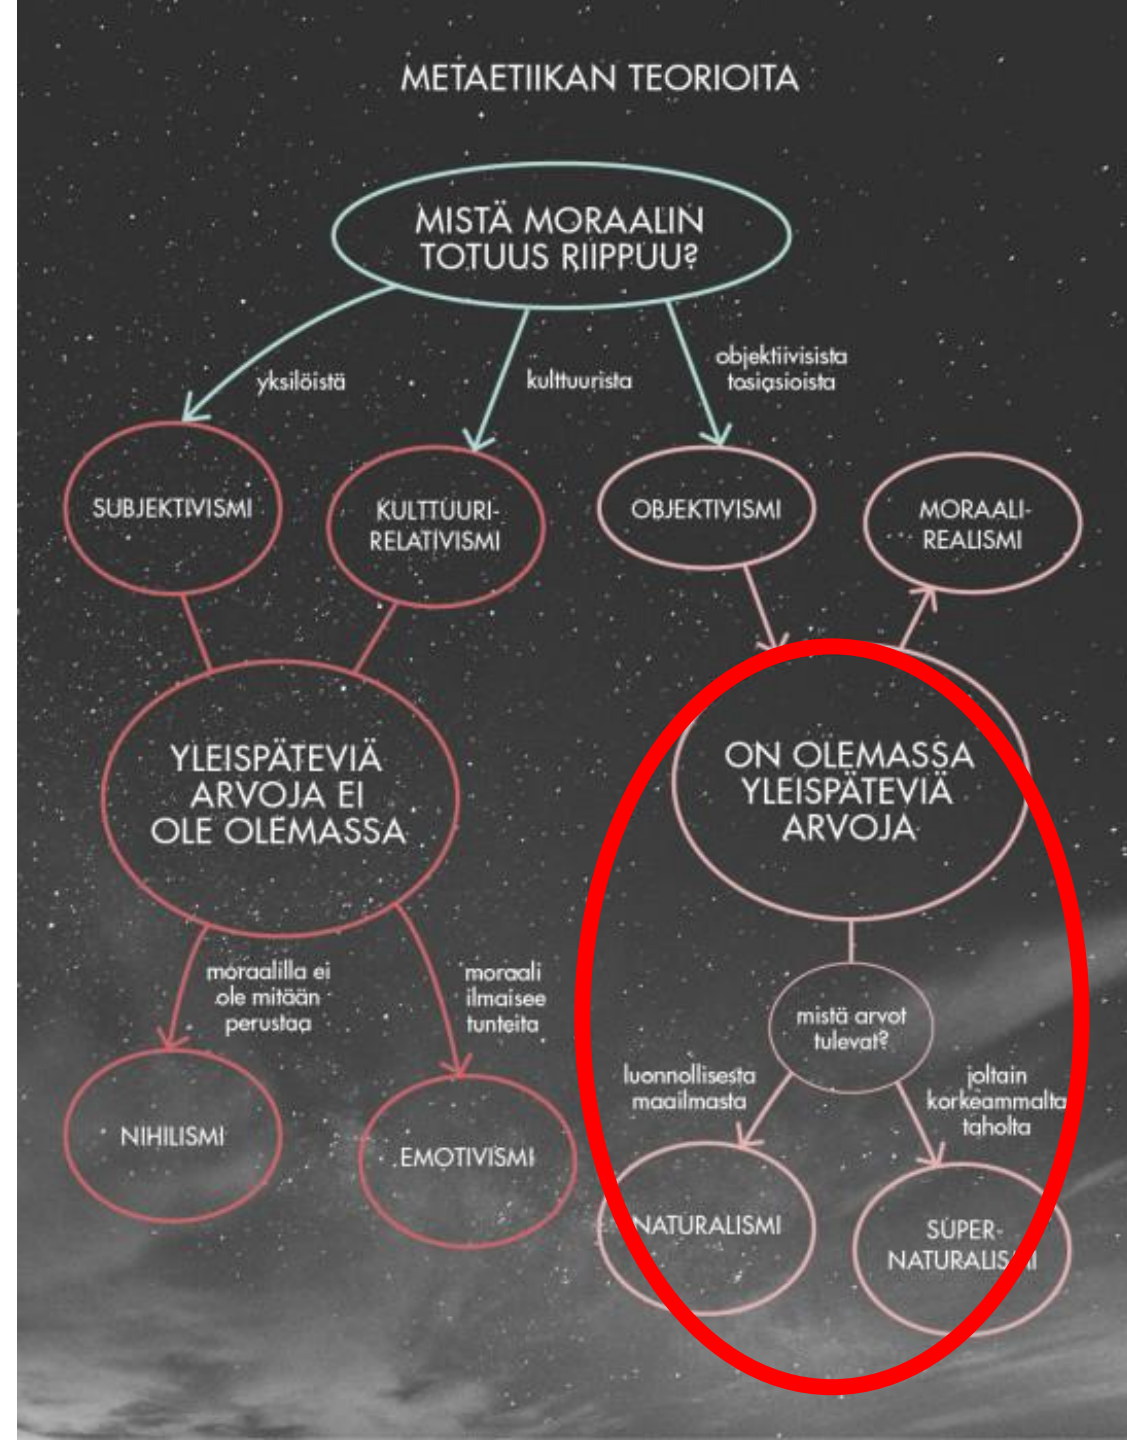 METAETIIKAN TEORIOITA
MISTÄ MORAALIN
TOTUUS RIIPPUU?
yksilöistä
kulttuurista
objektiivisista
tosiasioista
SUBJEKTIVISMI
KULTTUURI-
RELATIVISMI
OBJEKTIVISMI
MORAALI-
REALISMI
YLEISPÄTEVIÄ
ARVOJA EI
OLE OLEMASSA
ON OLEMASSA
YLEISPÄTEVIÄ
ARVOJA
moraalilla ei
ole mitään
perustaa
moraali
ilmaisee
tunteita
mistä arvot
tulevat?
luonnollisesta
maailmasta
joltain
korkeammalta
taholta
NIHILISMI
EMOTIVISMI
NATURALISMI
SUPER-
NATURALISMI